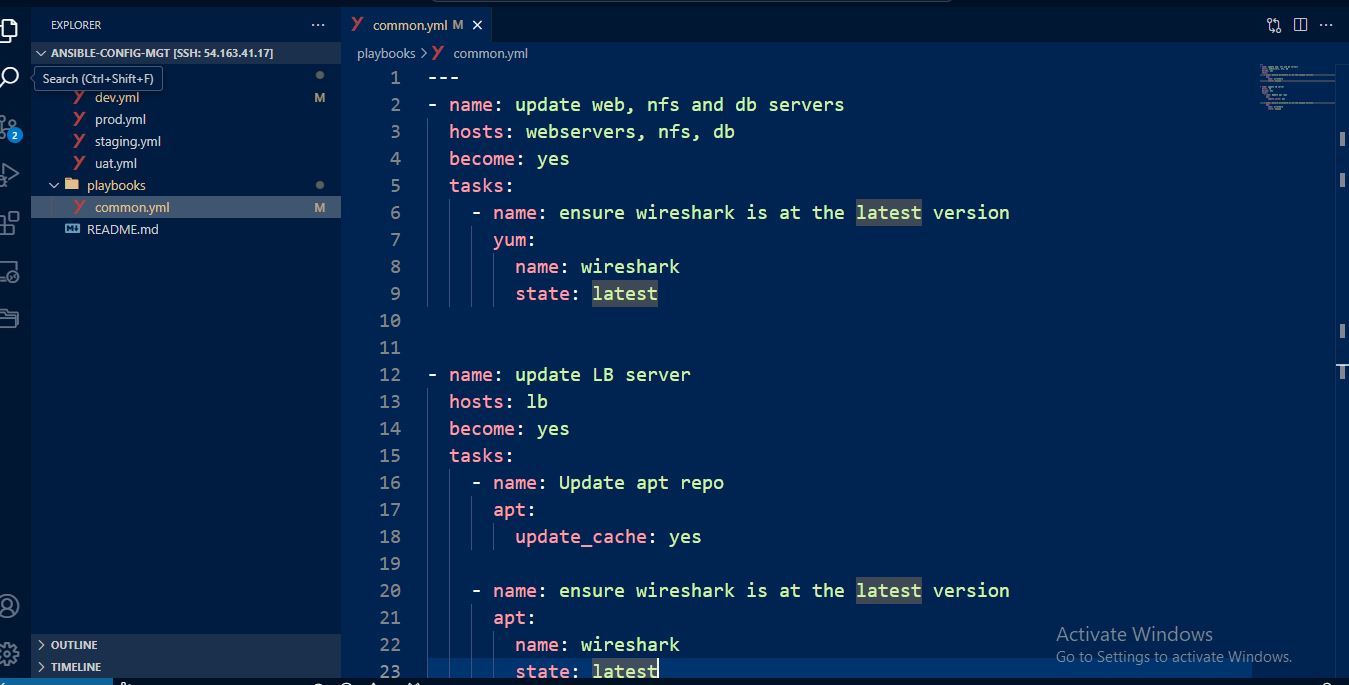 EXPLORER
common.yml M
ANSIBLE-CONFIG-MGT [SSH: 54.163.41.17]
playbooks > common.yml
Search (Ctrl+Shift+F)
dev.yml M
prod.yml
staging.yml
uat.yml
playbooks
common.yml M
README.md
2
1 ---
2 - name: update web, nfs and db servers
3 hosts: webservers, nfs, db
4 become: yes
5 tasks:
6 - name: ensure wireshark is at the latest version
7 yum:
8 name: wireshark
9 state: latest
10
11
12 - name: update LB server
13 hosts: lb
14 become: yes
15 tasks:
16 - name: Update apt repo
17 apt:
18 update_cache: yes
19
20 - name: ensure wireshark is at the latest version
21 apt:
22 name: wireshark
23 state: latest
OUTLINE
TIMELINE
Activate Windows
Go to Settings to activate Windows.